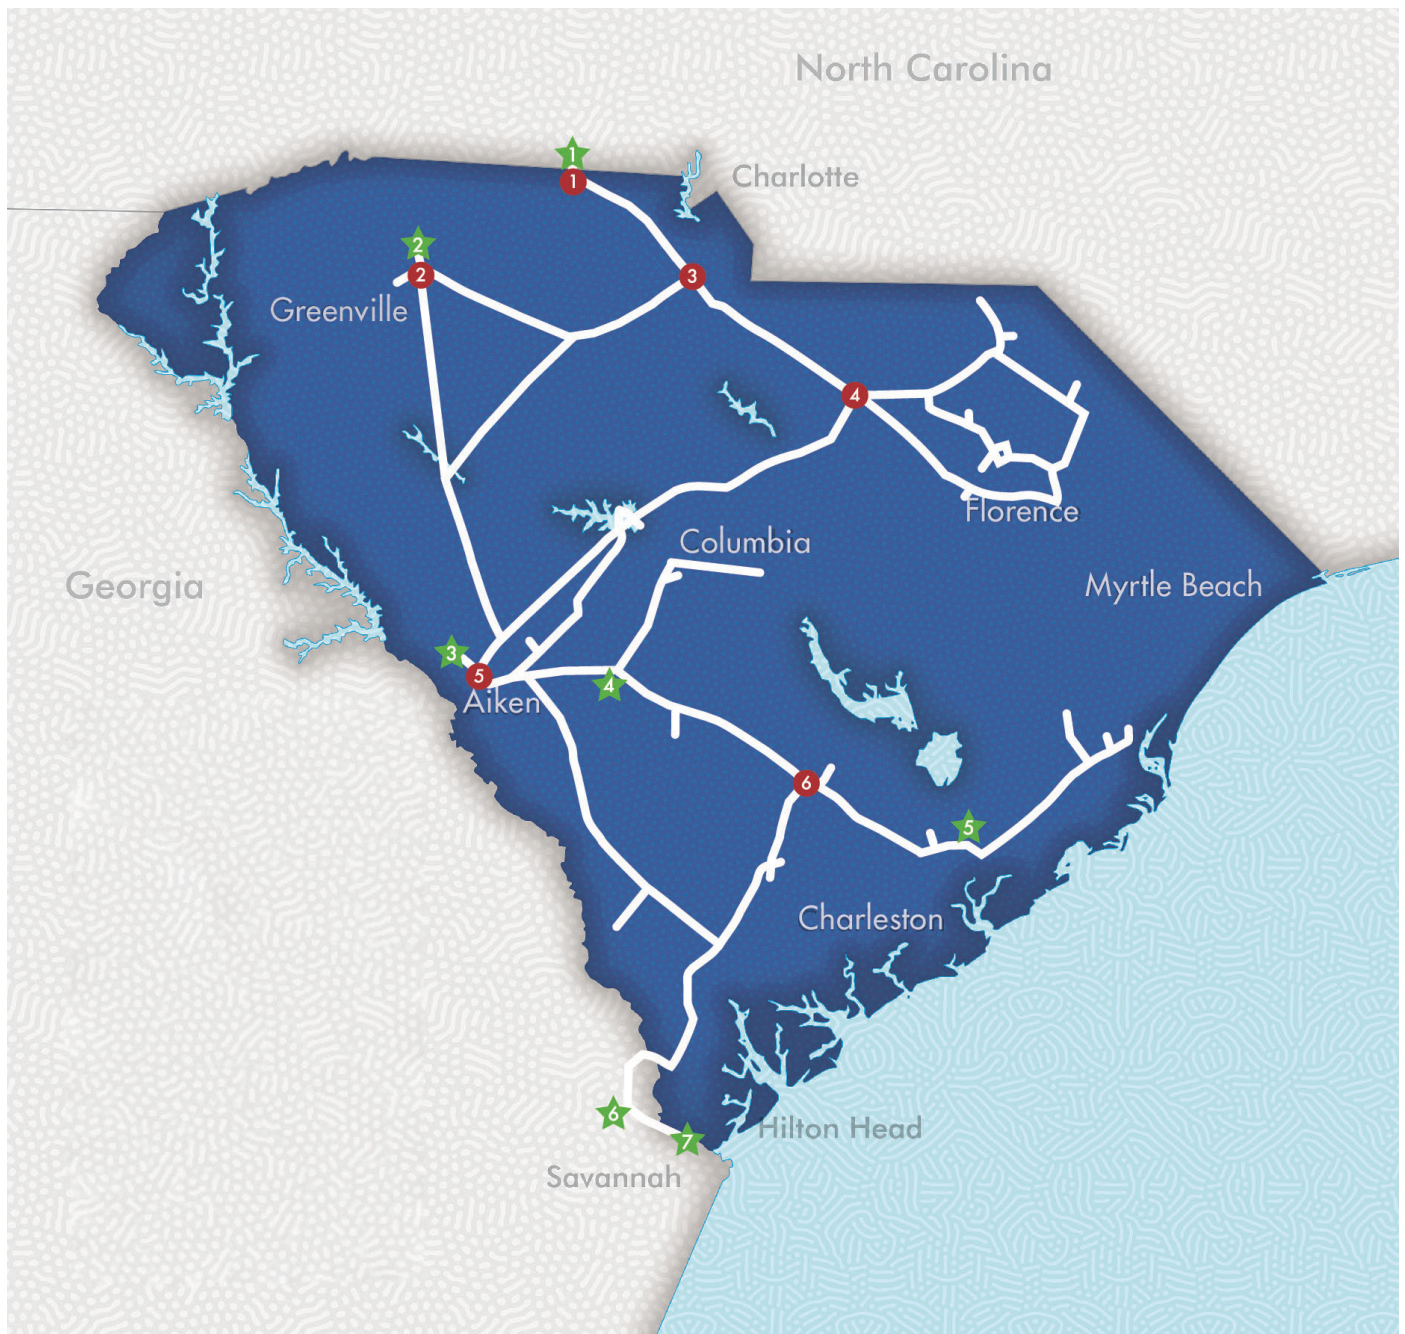 North Carolina
1
Charlotte
1
2
2
3
Greenville
4
Florence
Columbia
Georgia
Myrtle Beach
3
5
4
Aiken
6
5
Charleston
6
7
Hilton Head
Savannah